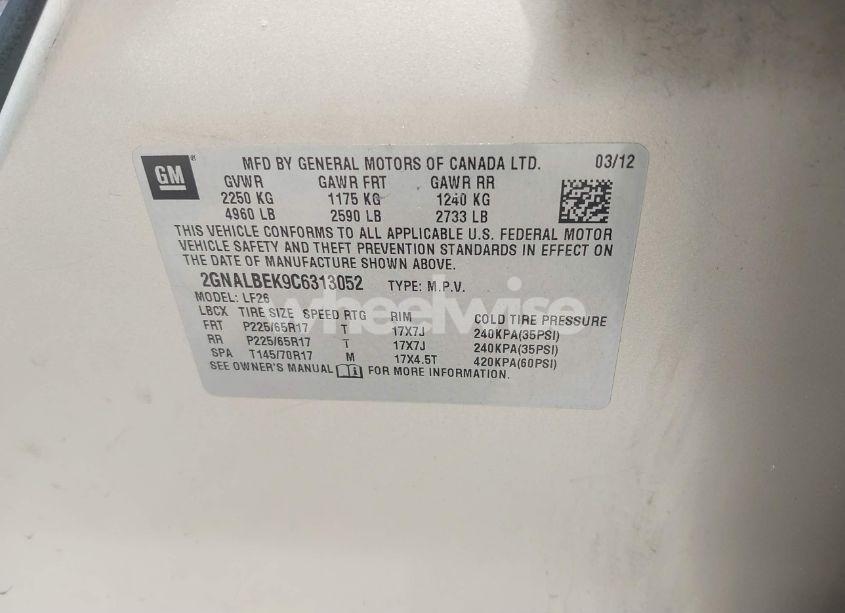 GM
MFD BY GENERAL MOTORS OF CANADA LTD. 03/12
GVWR GAWR FRT GAWR RR
2250 KG 1175 KG 1240 KG
4960 LB 2590 LB 2733 LB
THIS VEHICLE CONFORMS TO ALL APPLICABLE U.S. FEDERAL MOTOR
VEHICLE SAFETY AND THEFT PREVENTION STANDARDS IN EFFECT ON
THE DATE OF MANUFACTURE SHOWN ABOVE.
2GNALBEK9C6313052 TYPE: M.P.V.
MODEL: LF26
wheelwise
LBCX TIRE SIZE SPEED RTG RIM COLD TIRE PRESSURE
FRT P225/65R17 T 17X7J 240KPA(35PSI)
RR P225/65R17 T 17X7J 240KPA(35PSI)
SPA T145/70R17 M 17X4.5T 420KPA(60PSI)
SEE OWNER'S MANUAL FOR MORE INFORMATION.